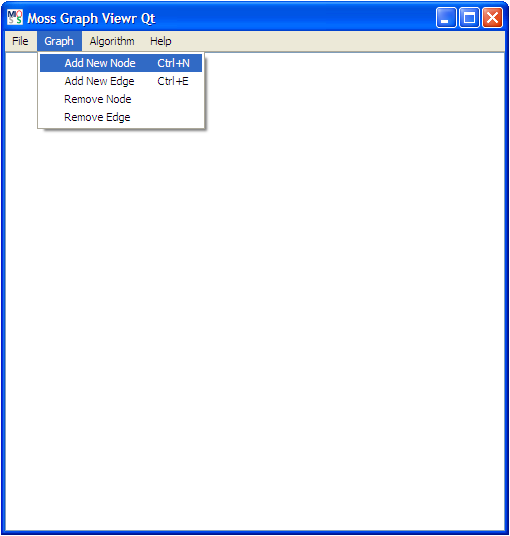 Moss Graph Viewr Qt
File Graph Algorithm Help
Add New Node Ctrl+N
Add New Edge Ctrl+E
Remove Node
Remove Edge